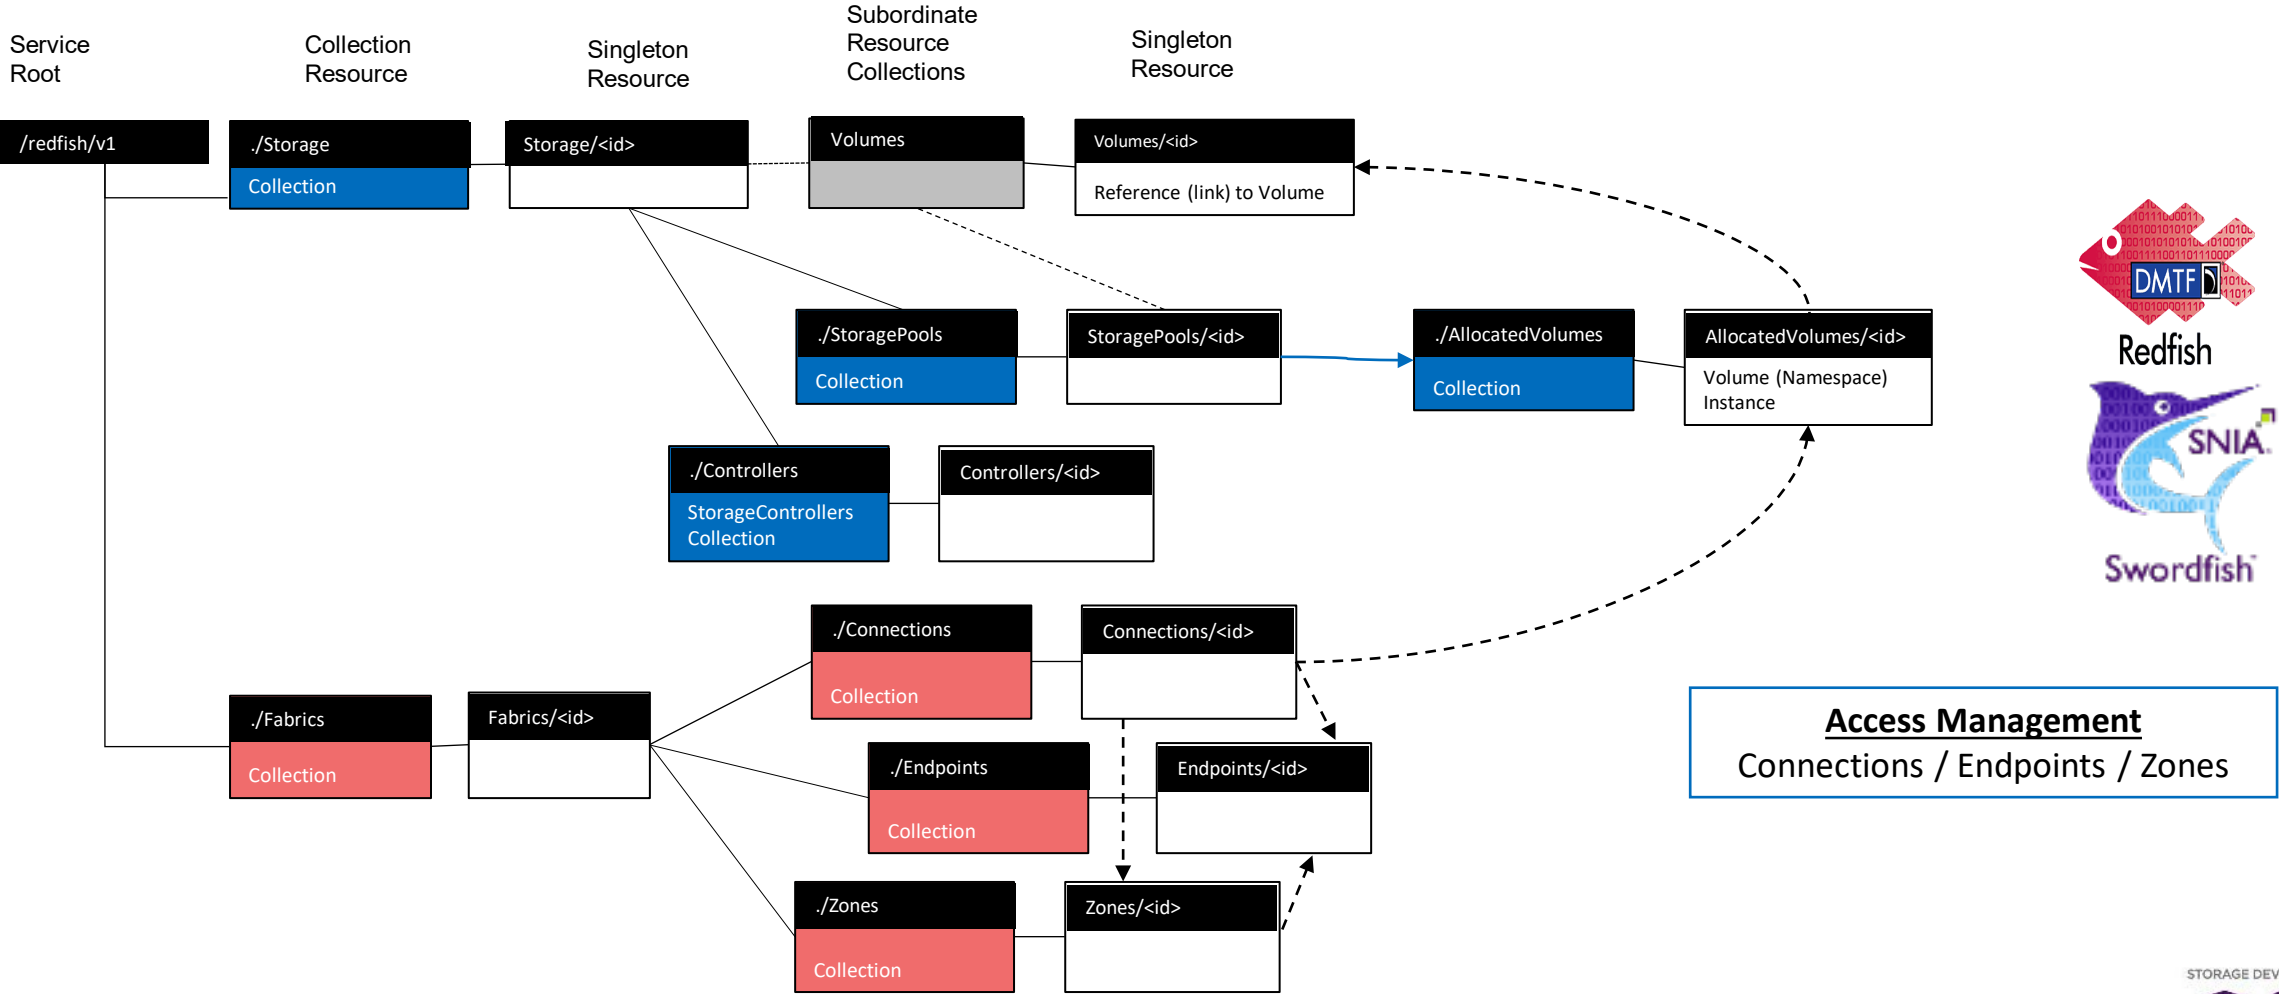 Service
Root
Collection
Resource
Singleton
Resource
Subordinate
Resource
Collections
Singleton
Resource
/redfish/v1
./Storage
Collection
Storage/<id>
Volumes
Volumes/<id>
Reference (link) to Volume
./StoragePools
Collection
StoragePools/<id>
./AllocatedVolumes
Collection
AllocatedVolumes/<id>
Volume (Namespace)
Instance
./Controllers
StorageControllers
Collection
Controllers/<id>
./Connections
Collection
Connections/<id>
./Fabrics
Collection
Fabrics/<id>
./Endpoints
Collection
Endpoints/<id>
./Zones
Collection
Zones/<id>
DMTF
Redfish
SNIA
Swordfish
Access Management
Connections / Endpoints / Zones
STORAGE DEV